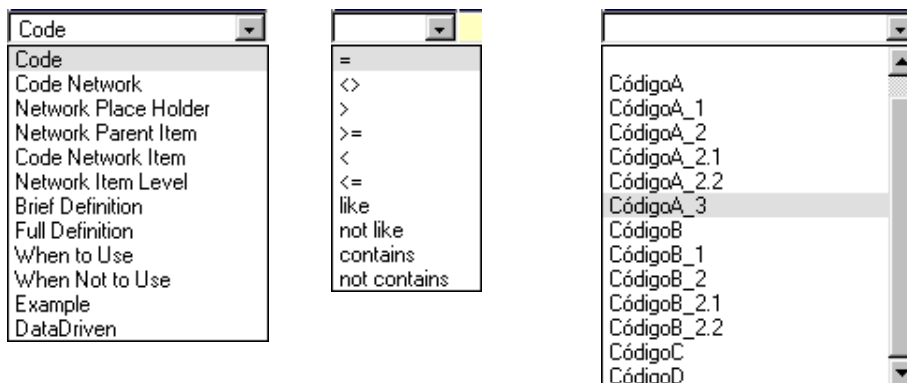 Code
Code
Code Network
Network Place Holder
Network Parent Item
Code Network Item
Network Item Level
Brief Definition
Full Definition
When to Use
When Not to Use
Example
DataDriven
=
<>
>
>=
<
<=
like
not like
contains
not contains
CódigoA
CódigoA_1
CódigoA_2
CódigoA_2.1
CódigoA_2.2
CódigoA_3
CódigoB
CódigoB_1
CódigoB_2
CódigoB_2.1
CódigoB_2.2
CódigoC
CódigoD